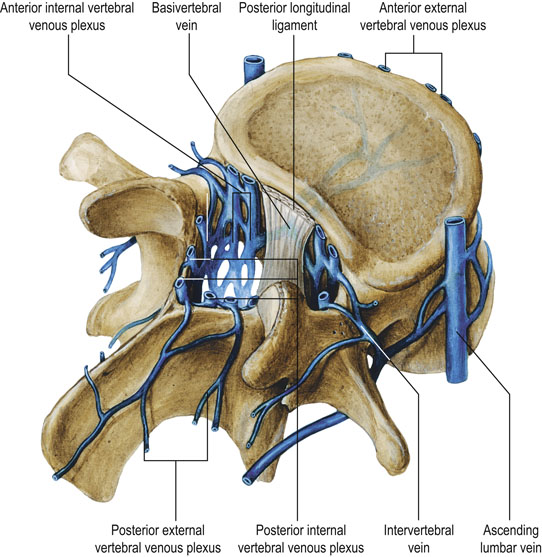 Anterior internal vertebral
venous plexus
Basivertebral
vein
Posterior longitudinal
ligament
Anterior external
vertebral venous plexus
Posterior external
vertebral venous plexus
Posterior internal
vertebral venous plexus
Intervertebral
vein
Ascending
lumbar vein